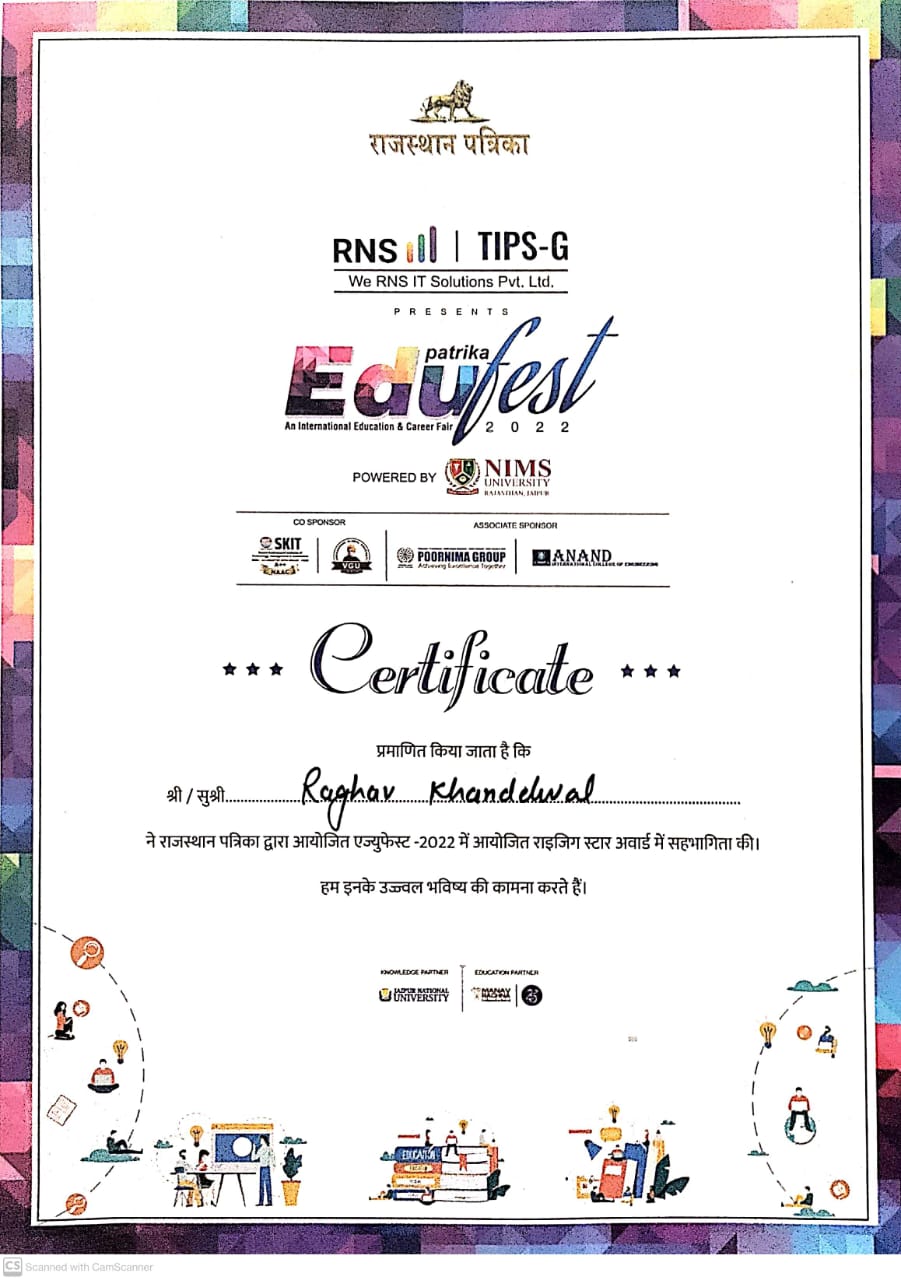 राजस्थान पत्रिका
RNS | TIPS-G
We RNS IT Solutions Pvt. Ltd.
PRESENTS
patrika
Edufest
An International Education & Career Fair 2022
POWERED BY NIMS
UNIVERSITY
RAJASTHAN, JAIPUR
CO SPONSOR
ASSOCIATE SPONSOR
SKIT
NAAC
VGU
POORNIMA GROUP
Achieving Excellence Together
ANAND
INTERNATIONAL COLLEGE OF ENGINEERING
Certificate
प्रमाणित किया जाता है कि
श्री / सुश्री Raghav Khandelwal
ने राजस्थान पत्रिका द्वारा आयोजित एज्युफेस्ट -2022 में आयोजित राइजिग स्टार अवार्ड में सहभागिता की।
हम इनके उज्ज्वल भविष्य की कामना करते हैं।
KNOWLEDGE PARTNER
EDUCATION PARTNER
JAIPUR NATIONAL
UNIVERSITY
MANAV
RACHNA
25
EDUCATION
CS Scanned with CamScanner